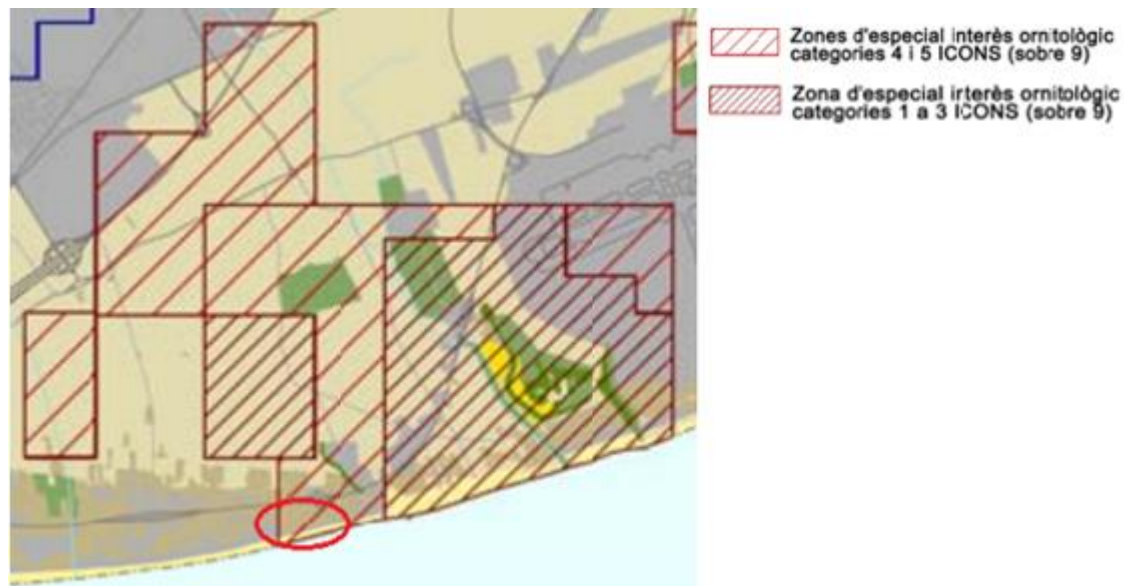 Zones d'especial interès ornitològic
categories 4 i 5 ICONS (sobre 9)
Zona d'especial interès ornitològic
categories 1 a 3 ICONS (sobre 9)